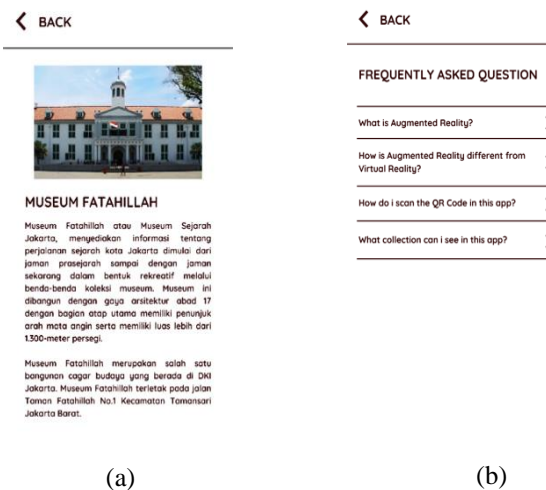 BACK
MUSEUM FATAHILLAH
Museum Fatahillah atau Museum Sejarah
Jakarta, menyediakan informasi tentang
perjalanan sejarah kota Jakarta dimulai dari
jaman prasejarah sampai dengan jaman
sekarang dalam bentuk rekreatif melalui
benda-benda koleksi museum. Museum ini
dibangun dengan gaya arsitektur abad 17
dengan bagian atap utama memiliki penunjuk
arah mata angin serta memiliki luas lebih dari
1.300-meter persegi.
Museum Fatahillah merupakan salah satu
bangunan cagar budaya yang berada di DKI
Jakarta. Museum Fatahillah terletak pada jalan
Taman Fatahillah No.1 Kecamatan Tamansari
Jakarta Barat.
(a)
BACK
FREQUENTLY ASKED QUESTION
What is Augmented Reality?
How is Augmented Reality different from
Virtual Reality?
How do i scan the QR Code in this app?
What collection can i see in this app?
(b)